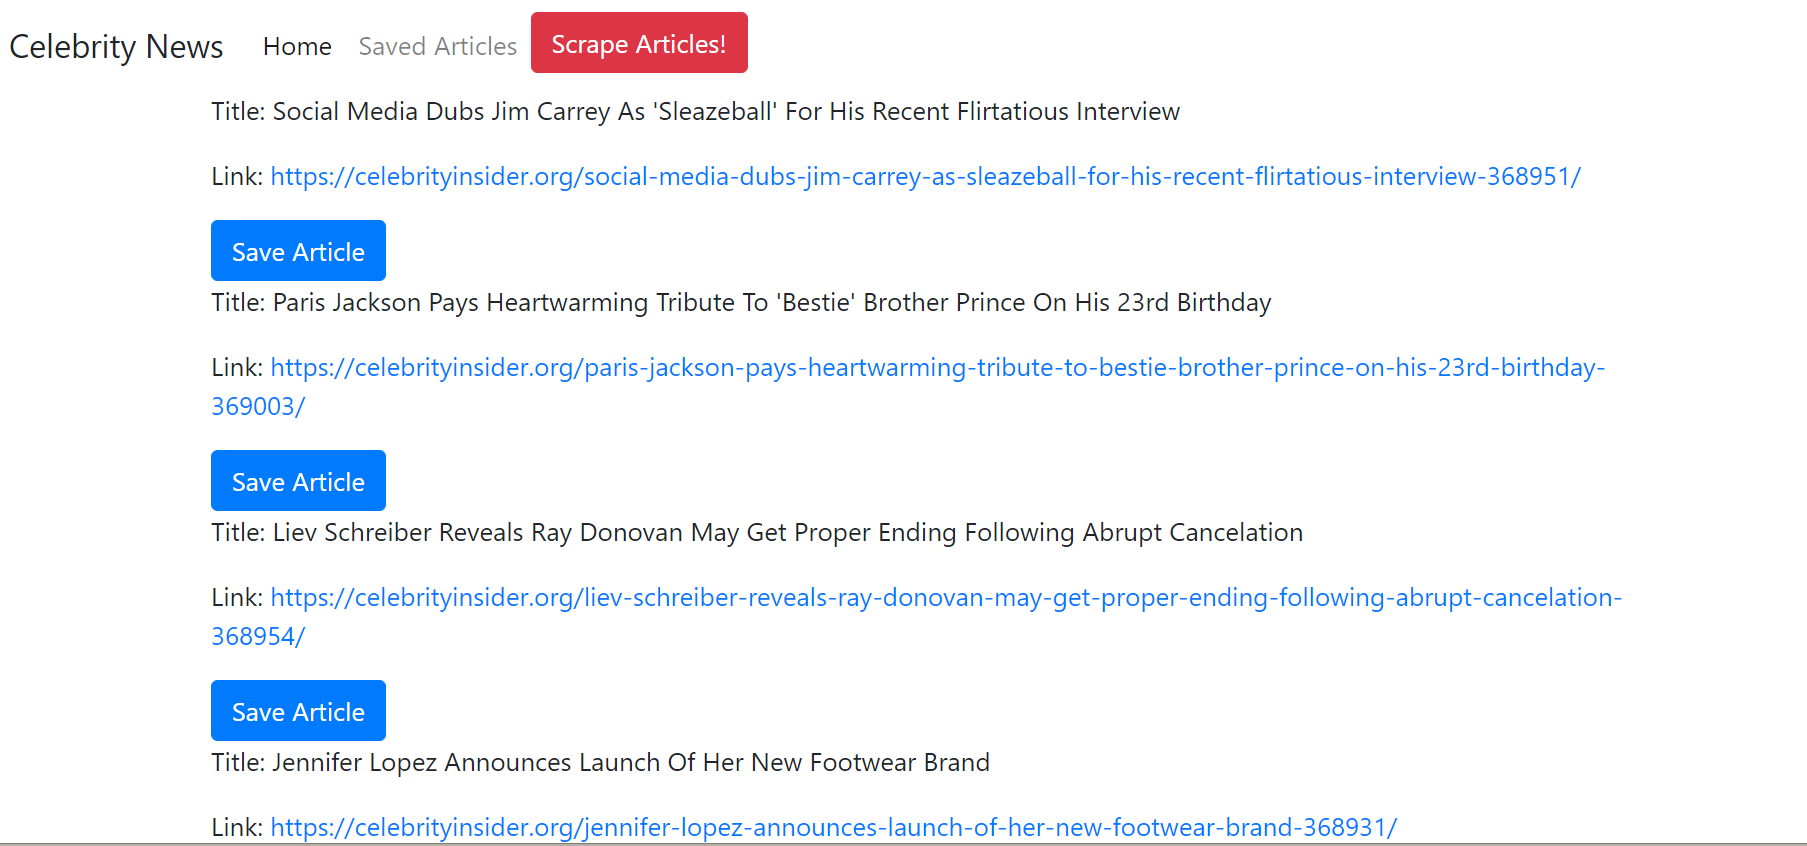 Celebrity News Home Saved Articles Scrape Articles!
Title: Social Media Dubs Jim Carrey As 'Sleazeball' For His Recent Flirtatious Interview
Link: https://celebrityinsider.org/social-media-dubs-jim-carrey-as-sleazeball-for-his-recent-flirtatious-interview-368951/
Save Article
Title: Paris Jackson Pays Heartwarming Tribute To 'Bestie' Brother Prince On His 23rd Birthday
Link: https://celebrityinsider.org/paris-jackson-pays-heartwarming-tribute-to-bestie-brother-prince-on-his-23rd-birthday-
369003/
Save Article
Title: Liev Schreiber Reveals Ray Donovan May Get Proper Ending Following Abrupt Cancelation
Link: https://celebrityinsider.org/liev-schreiber-reveals-ray-donovan-may-get-proper-ending-following-abrupt-cancelation-
368954/
Save Article
Title: Jennifer Lopez Announces Launch Of Her New Footwear Brand
Link: https://celebrityinsider.org/jennifer-lopez-announces-launch-of-her-new-footwear-brand-368931/